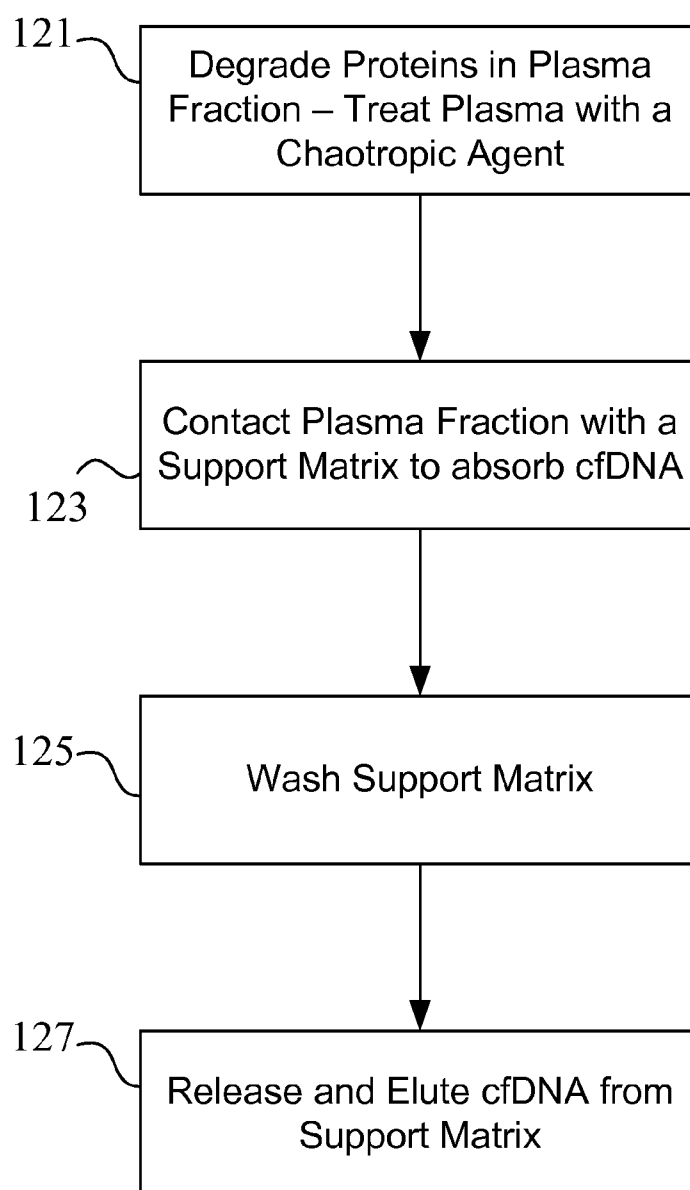 121
Degrade Proteins in Plasma
Fraction – Treat Plasma with a
Chaotropic Agent
Contact Plasma Fraction with a
Support Matrix to absorb cfDNA
123
125
Wash Support Matrix
127
Release and Elute cfDNA from
Support Matrix